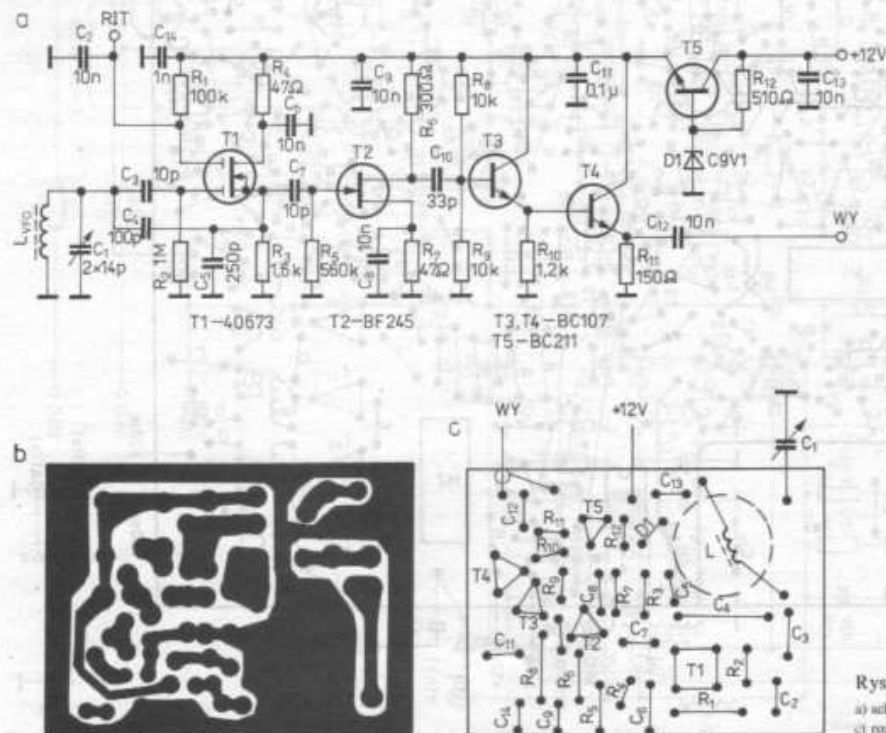 a
RIT
C2
10n
C14
1n
R1
100k
R4
47Ω
10n
C9
10n
R6
300Ω
R8
10k
C11
0,1µ
T5
R12
510Ω
C13
10n
+12V
D1
C9V1
T1
T2
T3
T4
C3
10p
C4
100p
C7
10p
C10
33p
C12
10n
WY
LVFO
C1
2×14p
R2 1M
C5
250p
R3
1,6k
R5
560k
C8
10n
R7
47Ω
R9
10k
R10
1,2k
R11
150Ω
T1–40673
T2–BF245
T3,T4–BC107
T5–BC211
b
c
WY
+12V
C1
C12
R11
R10
T5
R12
D1
C13
L
T4
T3
R9
C8
R7
R3
C5
C4
C3
T2
C7
C11
R8
R6
T1
R2
R1
C2
C14
C9
R5
R4
C6
Rys
a)
c)